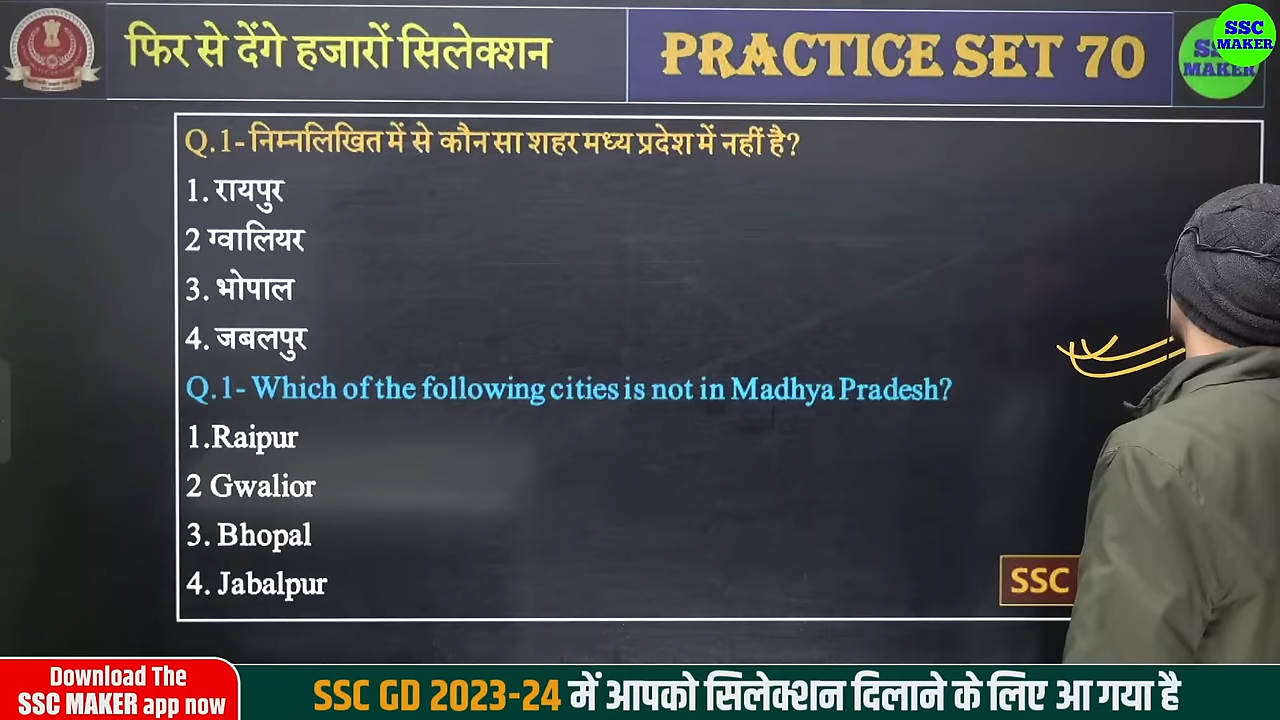 फिर से देंगे हजारों सिलेक्शन
PRACTICE SET 70
SSC
MAKER
MAKER
Q.1- निम्नलिखित में से कौन सा शहर मध्य प्रदेश में नहीं है?
1. रायपुर
2 ग्वालियर
3. भोपाल
4. जबलपुर
Q.1- Which of the following cities is not in Madhya Pradesh?
1.Raipur
2 Gwalior
3. Bhopal
4. Jabalpur
SSC
Download The
SSC MAKER app now
SSC GD 2023-24 में आपको सिलेक्शन दिलाने के लिए आ गया है